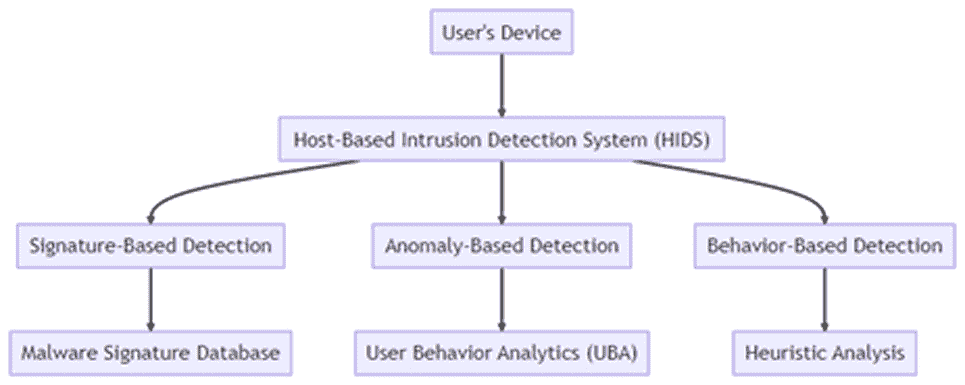 User's Device
Host-Based Intrusion Detection System (HIDS)
Signature-Based Detection
Anomaly-Based Detection
Behavior-Based Detection
Malware Signature Database
User Behavior Analytics (UBA)
Heuristic Analysis